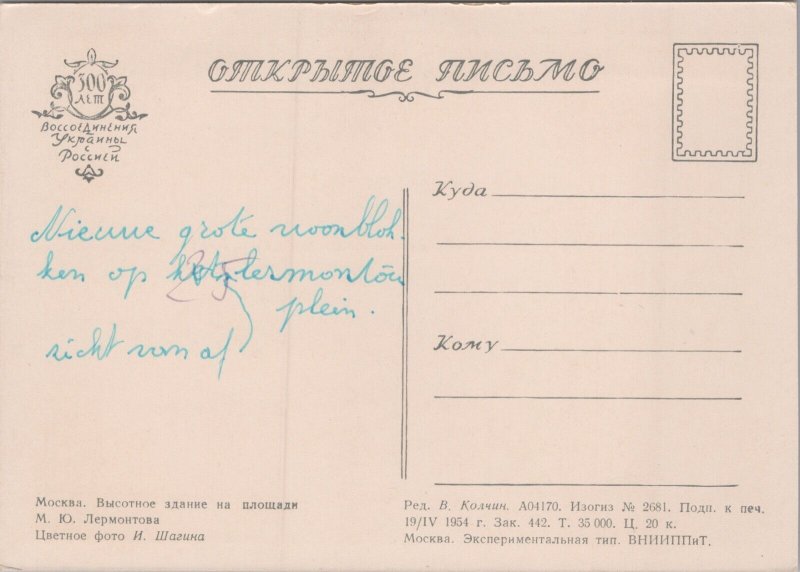 ОТКРЫТОЕ ПИСЬМО
300
ЛЕТ
Воссоединения
Украины
с
Россией
Куда
Кому
Nieuwe grote woonblok-
ken op het Lermontow
plein.
zicht van af
25
Москва. Высотное здание на площади
М. Ю. Лермонтова
Цветное фото И. Шагина
Ред. В. Колчин. А04170. Изогиз № 2681. Подп. к печ.
19/IV 1954 г. Зак. 442. Т. 35 000. Ц. 20 к.
Москва. Экспериментальная тип. ВНИИППиТ.